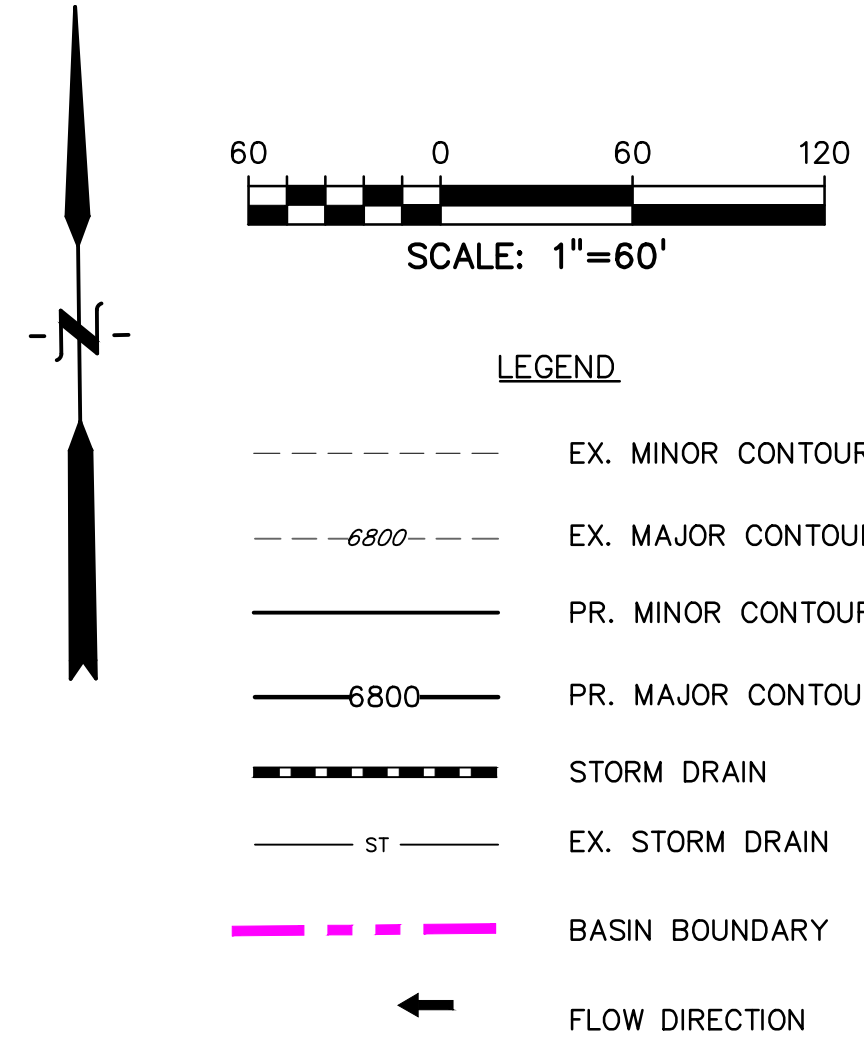 60 0 60 120
SCALE: 1"=60'
N
LEGEND
EX. MINOR CONTOUR
6800 EX. MAJOR CONTOU
PR. MINOR CONTOUR
6800 PR. MAJOR CONTOU
STORM DRAIN
ST EX. STORM DRAIN
BASIN BOUNDARY
FLOW DIRECTION